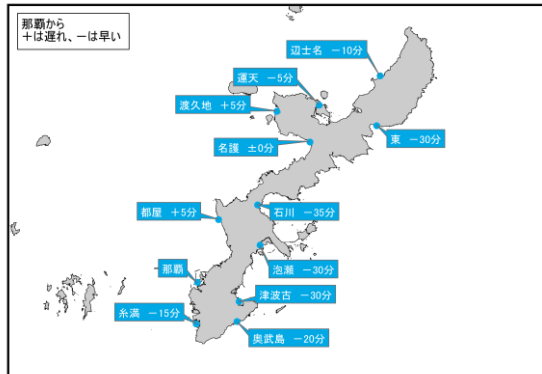 那覇から
+は遅れ、－は早い
辺士名 －10分
運天 －5分
渡久地 +5分
東 －30分
名護 ±0分
都屋 +5分
石川 －35分
泡瀬 －30分
那覇
津波古 －30分
糸満 －15分
奥武島 －20分